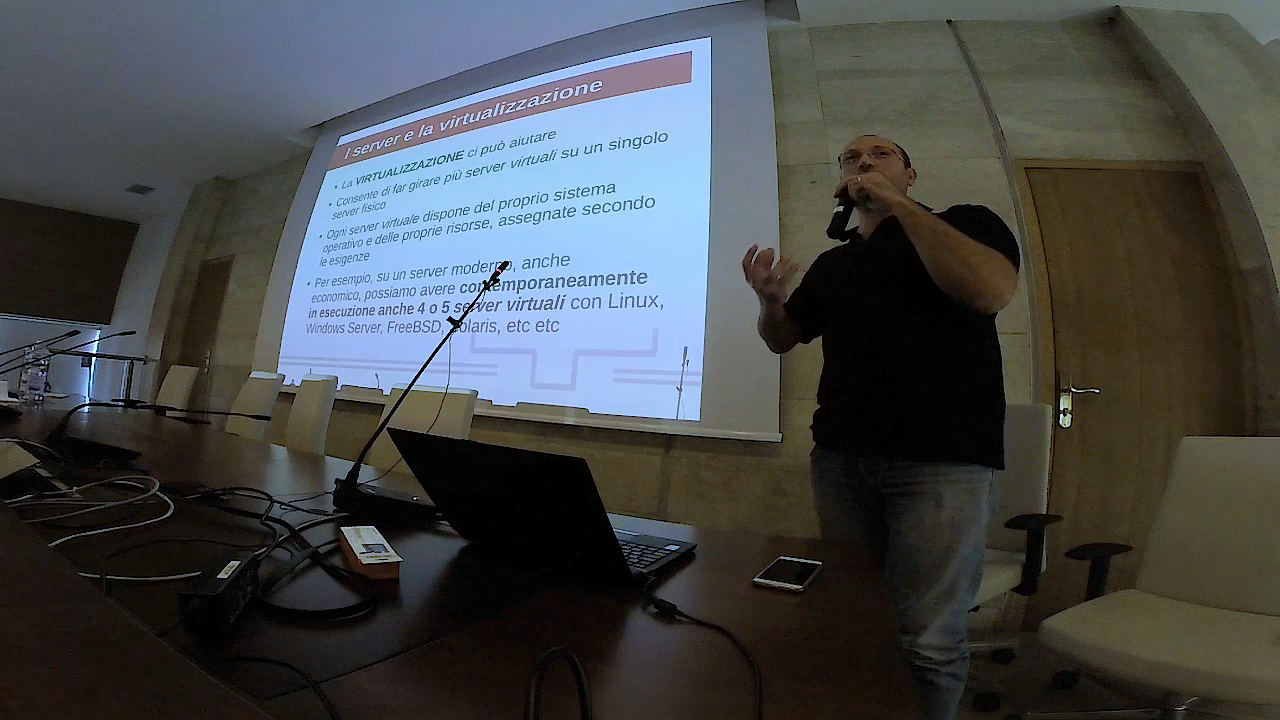 I server e la virtualizzazione
• La VIRTUALIZZAZIONE ci può aiutare
• Consente di far girare più server virtuali su un singolo
server fisico
• Ogni server virtuale dispone del proprio sistema
operativo e delle proprie risorse, assegnate secondo
le esigenze
• Per esempio, su un server moderno, anche
economico, possiamo avere contemporaneamente
in esecuzione anche 4 o 5 server virtuali con Linux,
Windows Server, FreeBSD, Solaris, etc etc